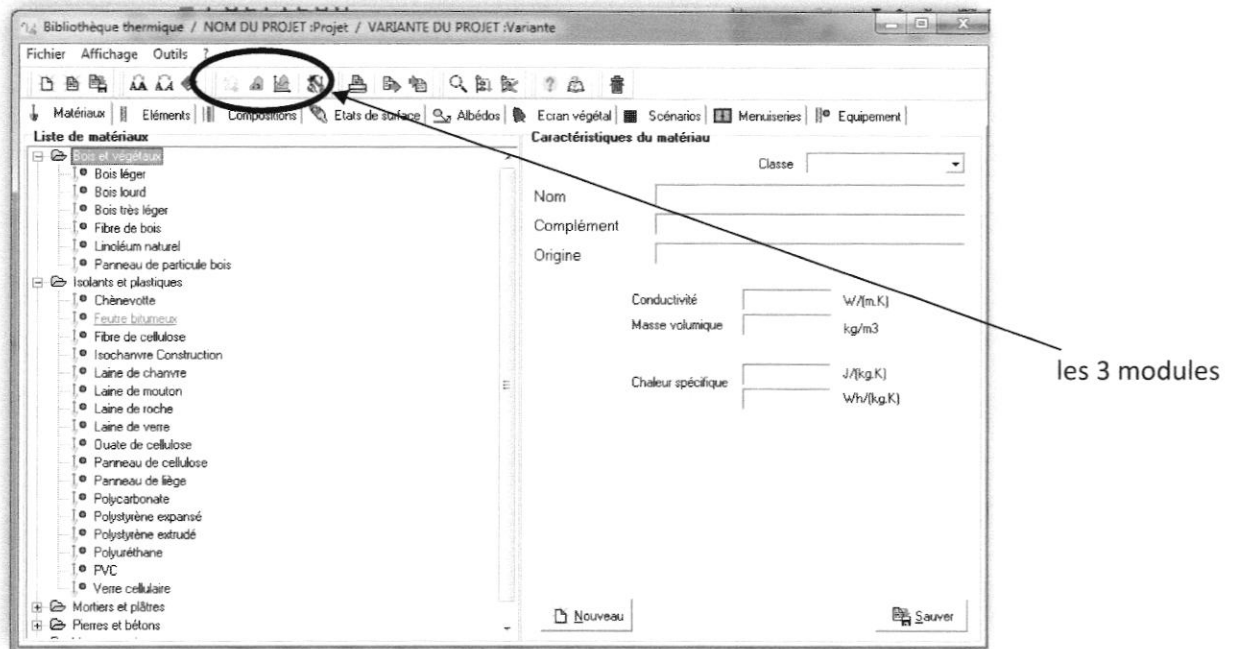 Bibliothèque thermique / NOM DU PROJET :Projet / VARIANTE DU PROJET :Variante
Fichier Affichage Outils ?
Matériaux Eléments Compositions Etats de surface Albédos Ecran végétal Scénarios Menuiseries Equipement
Liste de matériaux
Bois et végétaux
Bois léger
Bois lourd
Bois très léger
Fibre de bois
Linoléum naturel
Panneau de particule bois
Isolants et plastiques
Chènevotte
Feutre bitumeux
Fibre de cellulose
Isochanvre Construction
Laine de chanvre
Laine de mouton
Laine de roche
Laine de verre
Ouate de cellulose
Panneau de cellulose
Panneau de liège
Polycarbonate
Polystyrène expansé
Polystyrène extrudé
Polyuréthane
PVC
Verre cellulaire
Mortiers et plâtres
Pierres et bétons
Caractéristiques du matériau
Classe
Nom
Complément
Origine
Conductivité W/(m.K)
Masse volumique kg/m3
Chaleur spécifique J/(kg.K)
Wh/(kg.K)
Nouveau Sauver
les 3 modules